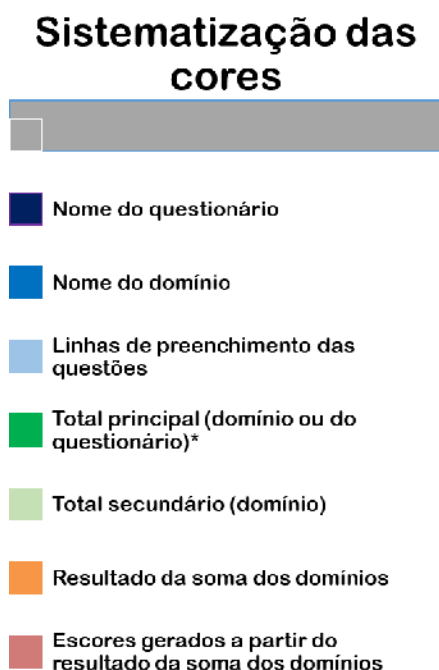 Sistematização das
cores
Nome do questionário
Nome do domínio
Linhas de preenchimento das
questões
Total principal (domínio ou do
questionário)*
Total secundário (domínio)
Resultado da soma dos domínios
Escores gerados a partir do
resultado da soma dos domínios